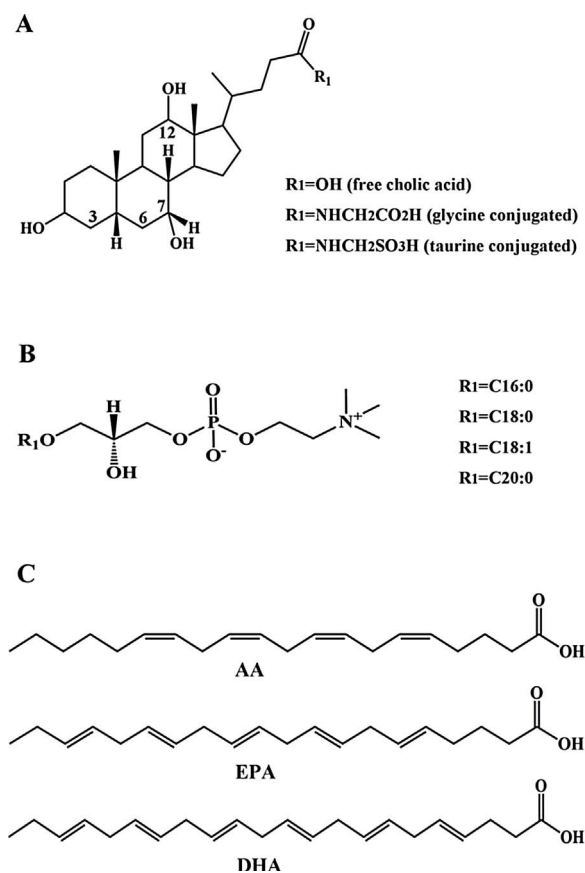 A
O
OH
R1
12
H
3
6
7
H
HO
H
OH
R1=OH (free cholic acid)
R1=NHCH2CO2H (glycine conjugated)
R1=NHCH2SO3H (taurine conjugated)
B
H
O
R1
O
O
P
O
O-
N+
OH
R1=C16:0
R1=C18:0
R1=C18:1
R1=C20:0
C
O
OH
AA
O
OH
EPA
O
OH
DHA